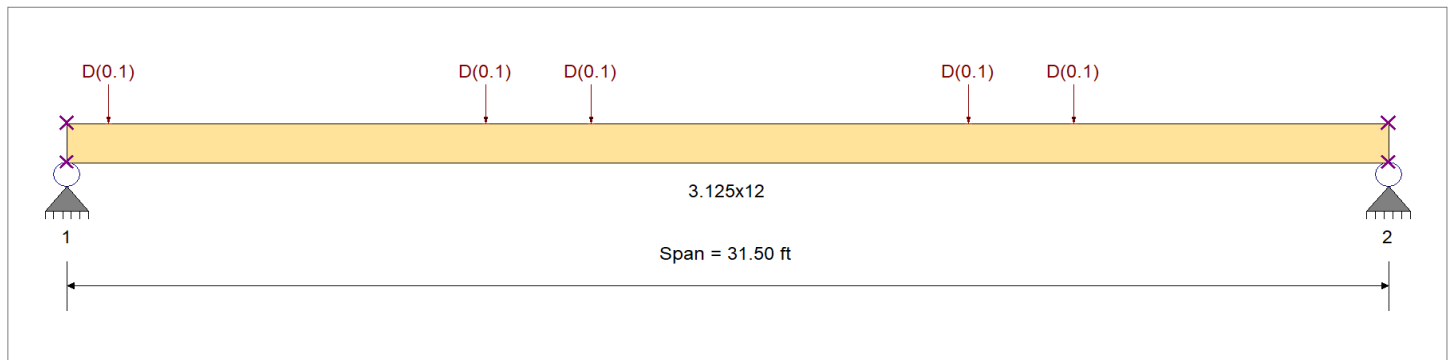 D(0.1) D(0.1) D(0.1) D(0.1) D(0.1)
3.125x12
1 2
Span = 31.50 ft